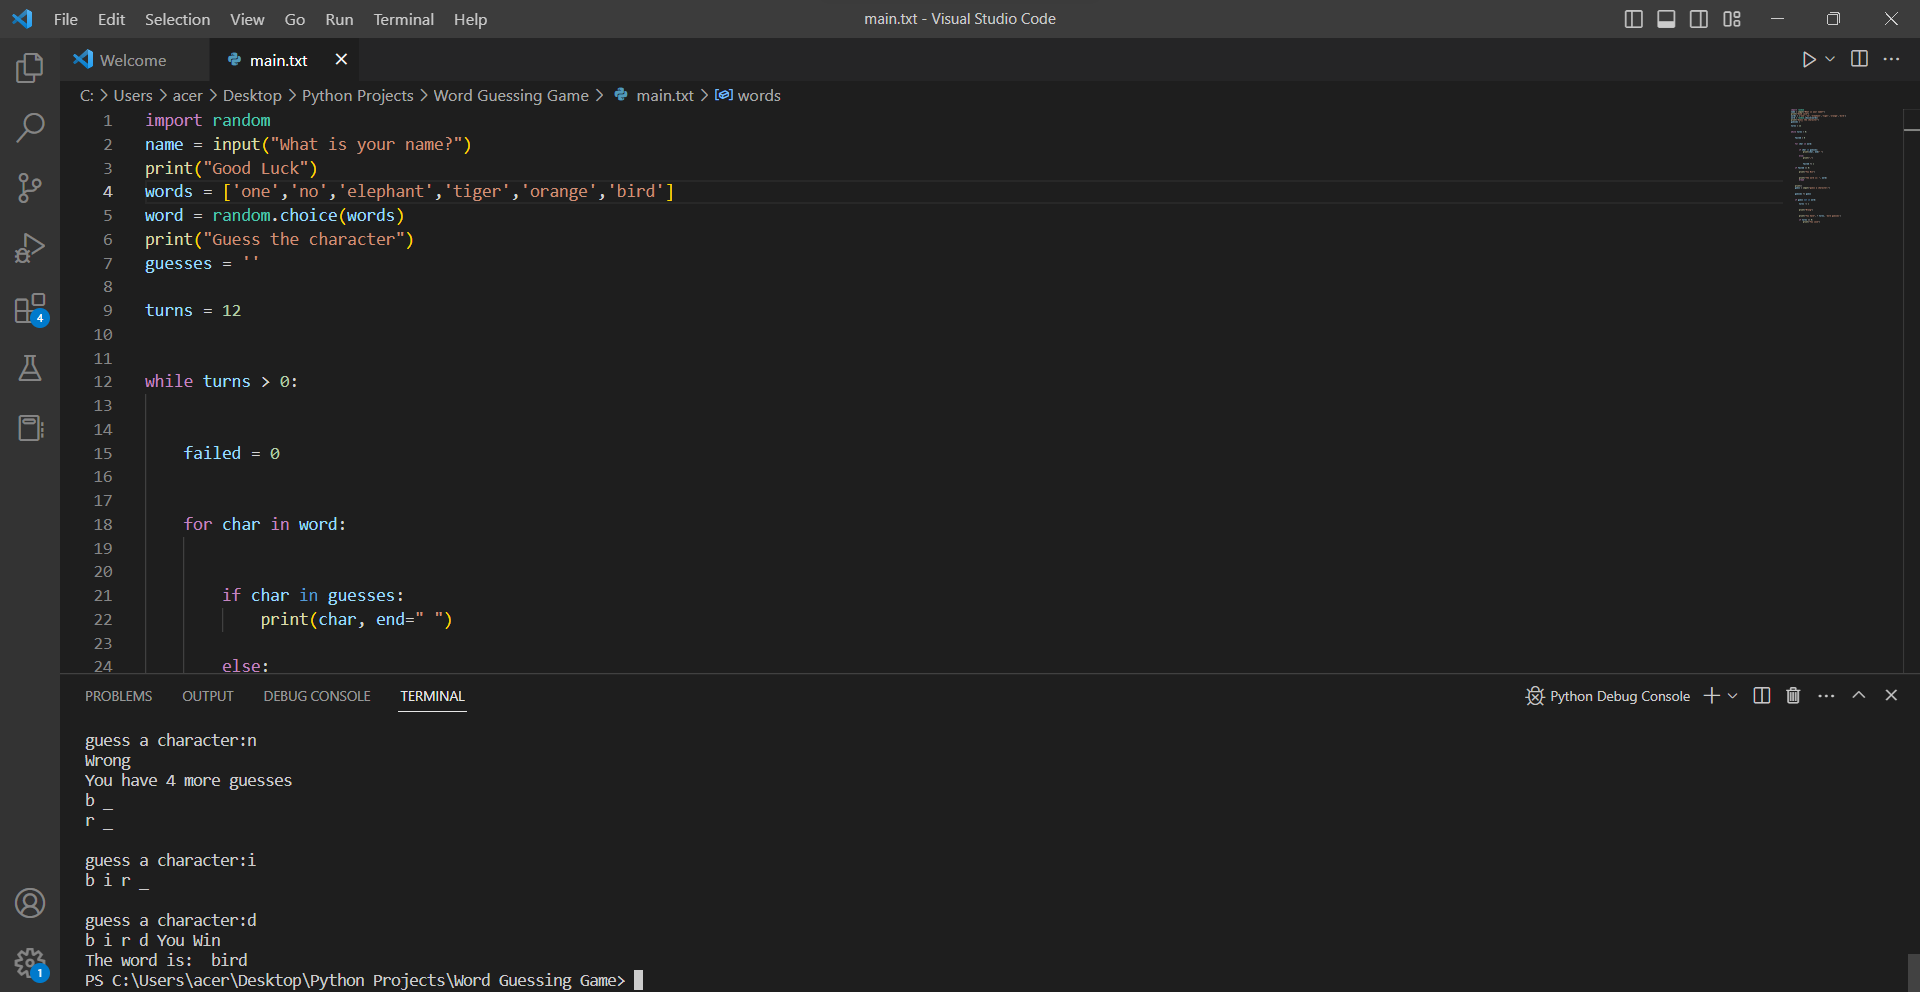 File Edit Selection View Go Run Terminal Help
main.txt - Visual Studio Code
Welcome
main.txt
C: > Users > acer > Desktop > Python Projects > Word Guessing Game > main.txt > words
1 import random
2 name = input("What is your name?")
3 print("Good Luck")
4 words = ['one','no','elephant','tiger','orange','bird']
5 word = random.choice(words)
6 print("Guess the character")
7 guesses = ''
8
9 turns = 12
10
11
12 while turns > 0:
13
14
15 failed = 0
16
17
18 for char in word:
19
20
21 if char in guesses:
22 print(char, end=" ")
23
24 else:
4
1
PROBLEMS OUTPUT DEBUG CONSOLE TERMINAL
Python Debug Console
guess a character:n
Wrong
You have 4 more guesses
b _
r _
guess a character:i
b i r _
guess a character:d
b i r d You Win
The word is:  bird
PS C:\Users\acer\Desktop\Python Projects\Word Guessing Game>